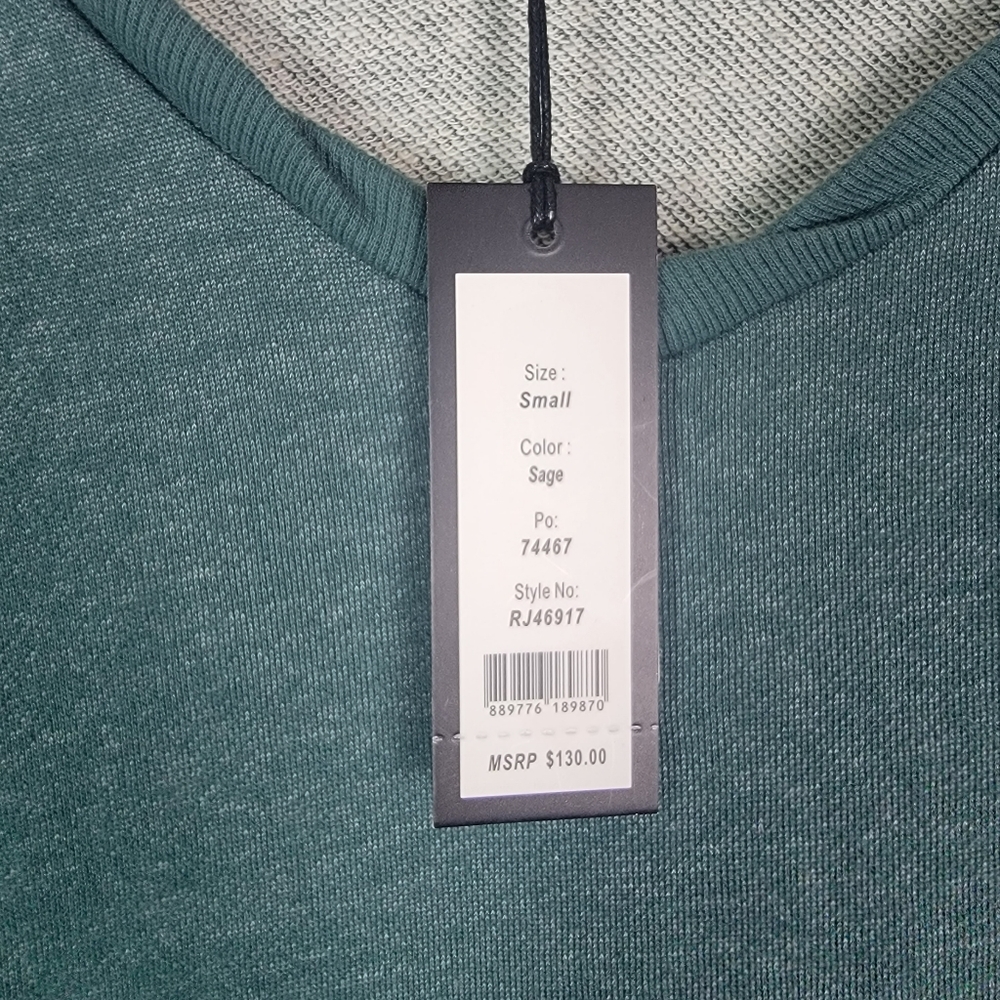 Size :
Small
Color :
Sage
Po:
74467
Style No:
RJ46917
889776 189870
MSRP $130.00